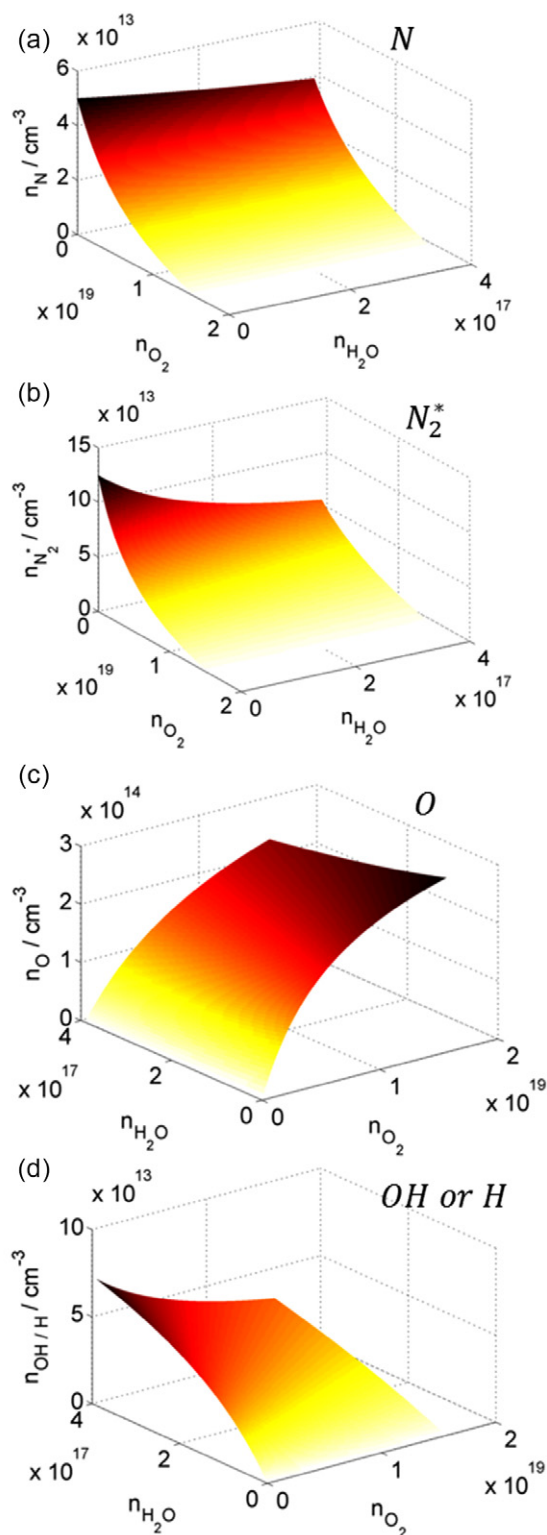 (a)
x 10^13
N
6
4
2
0
n_N / cm^-3
0
1
2
x 10^19
n_O2
0
2
4
x 10^17
n_H2O
(b)
x 10^13
N_2^*
15
10
5
0
n_N2* / cm^-3
0
1
2
x 10^19
n_O2
0
2
4
x 10^17
n_H2O
(c)
x 10^14
O
3
2
1
0
n_O / cm^-3
4
2
0
x 10^17
n_H2O
0
1
2
x 10^19
n_O2
(d)
x 10^13
OH or H
10
5
0
n_OH / H / cm^-3
4
2
0
x 10^17
n_H2O
0
1
2
x 10^19
n_O2